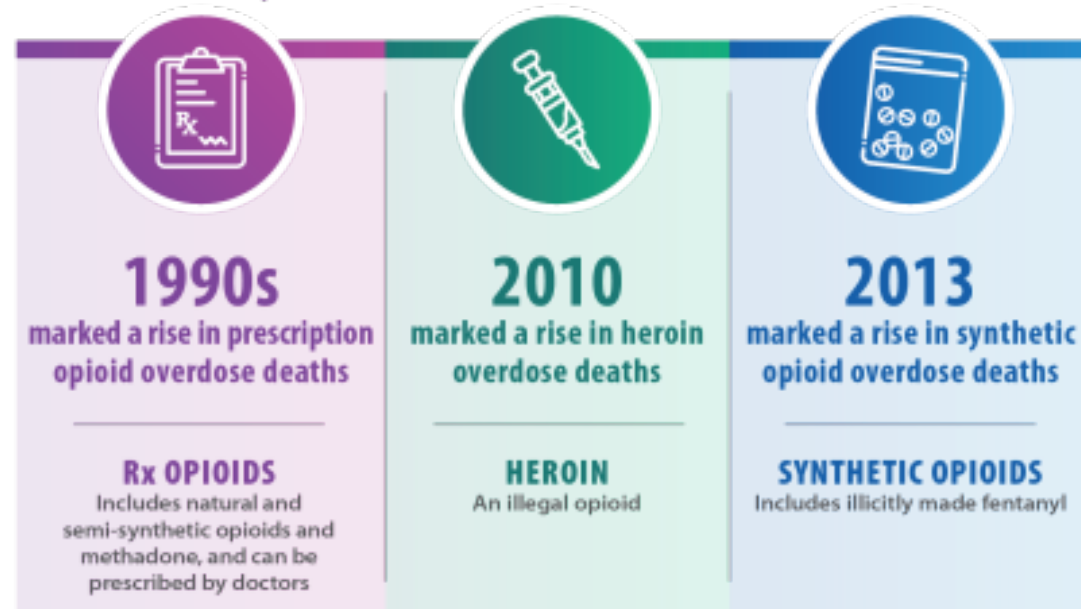 Rx
1990s
marked a rise in prescription
opioid overdose deaths
Rx OPIOIDS
Includes natural and
semi-synthetic opioids and
methadone, and can be
prescribed by doctors
2010
marked a rise in heroin
overdose deaths
HEROIN
An illegal opioid
2013
marked a rise in synthetic
opioid overdose deaths
SYNTHETIC OPIOIDS
Includes illicitly made fentanyl